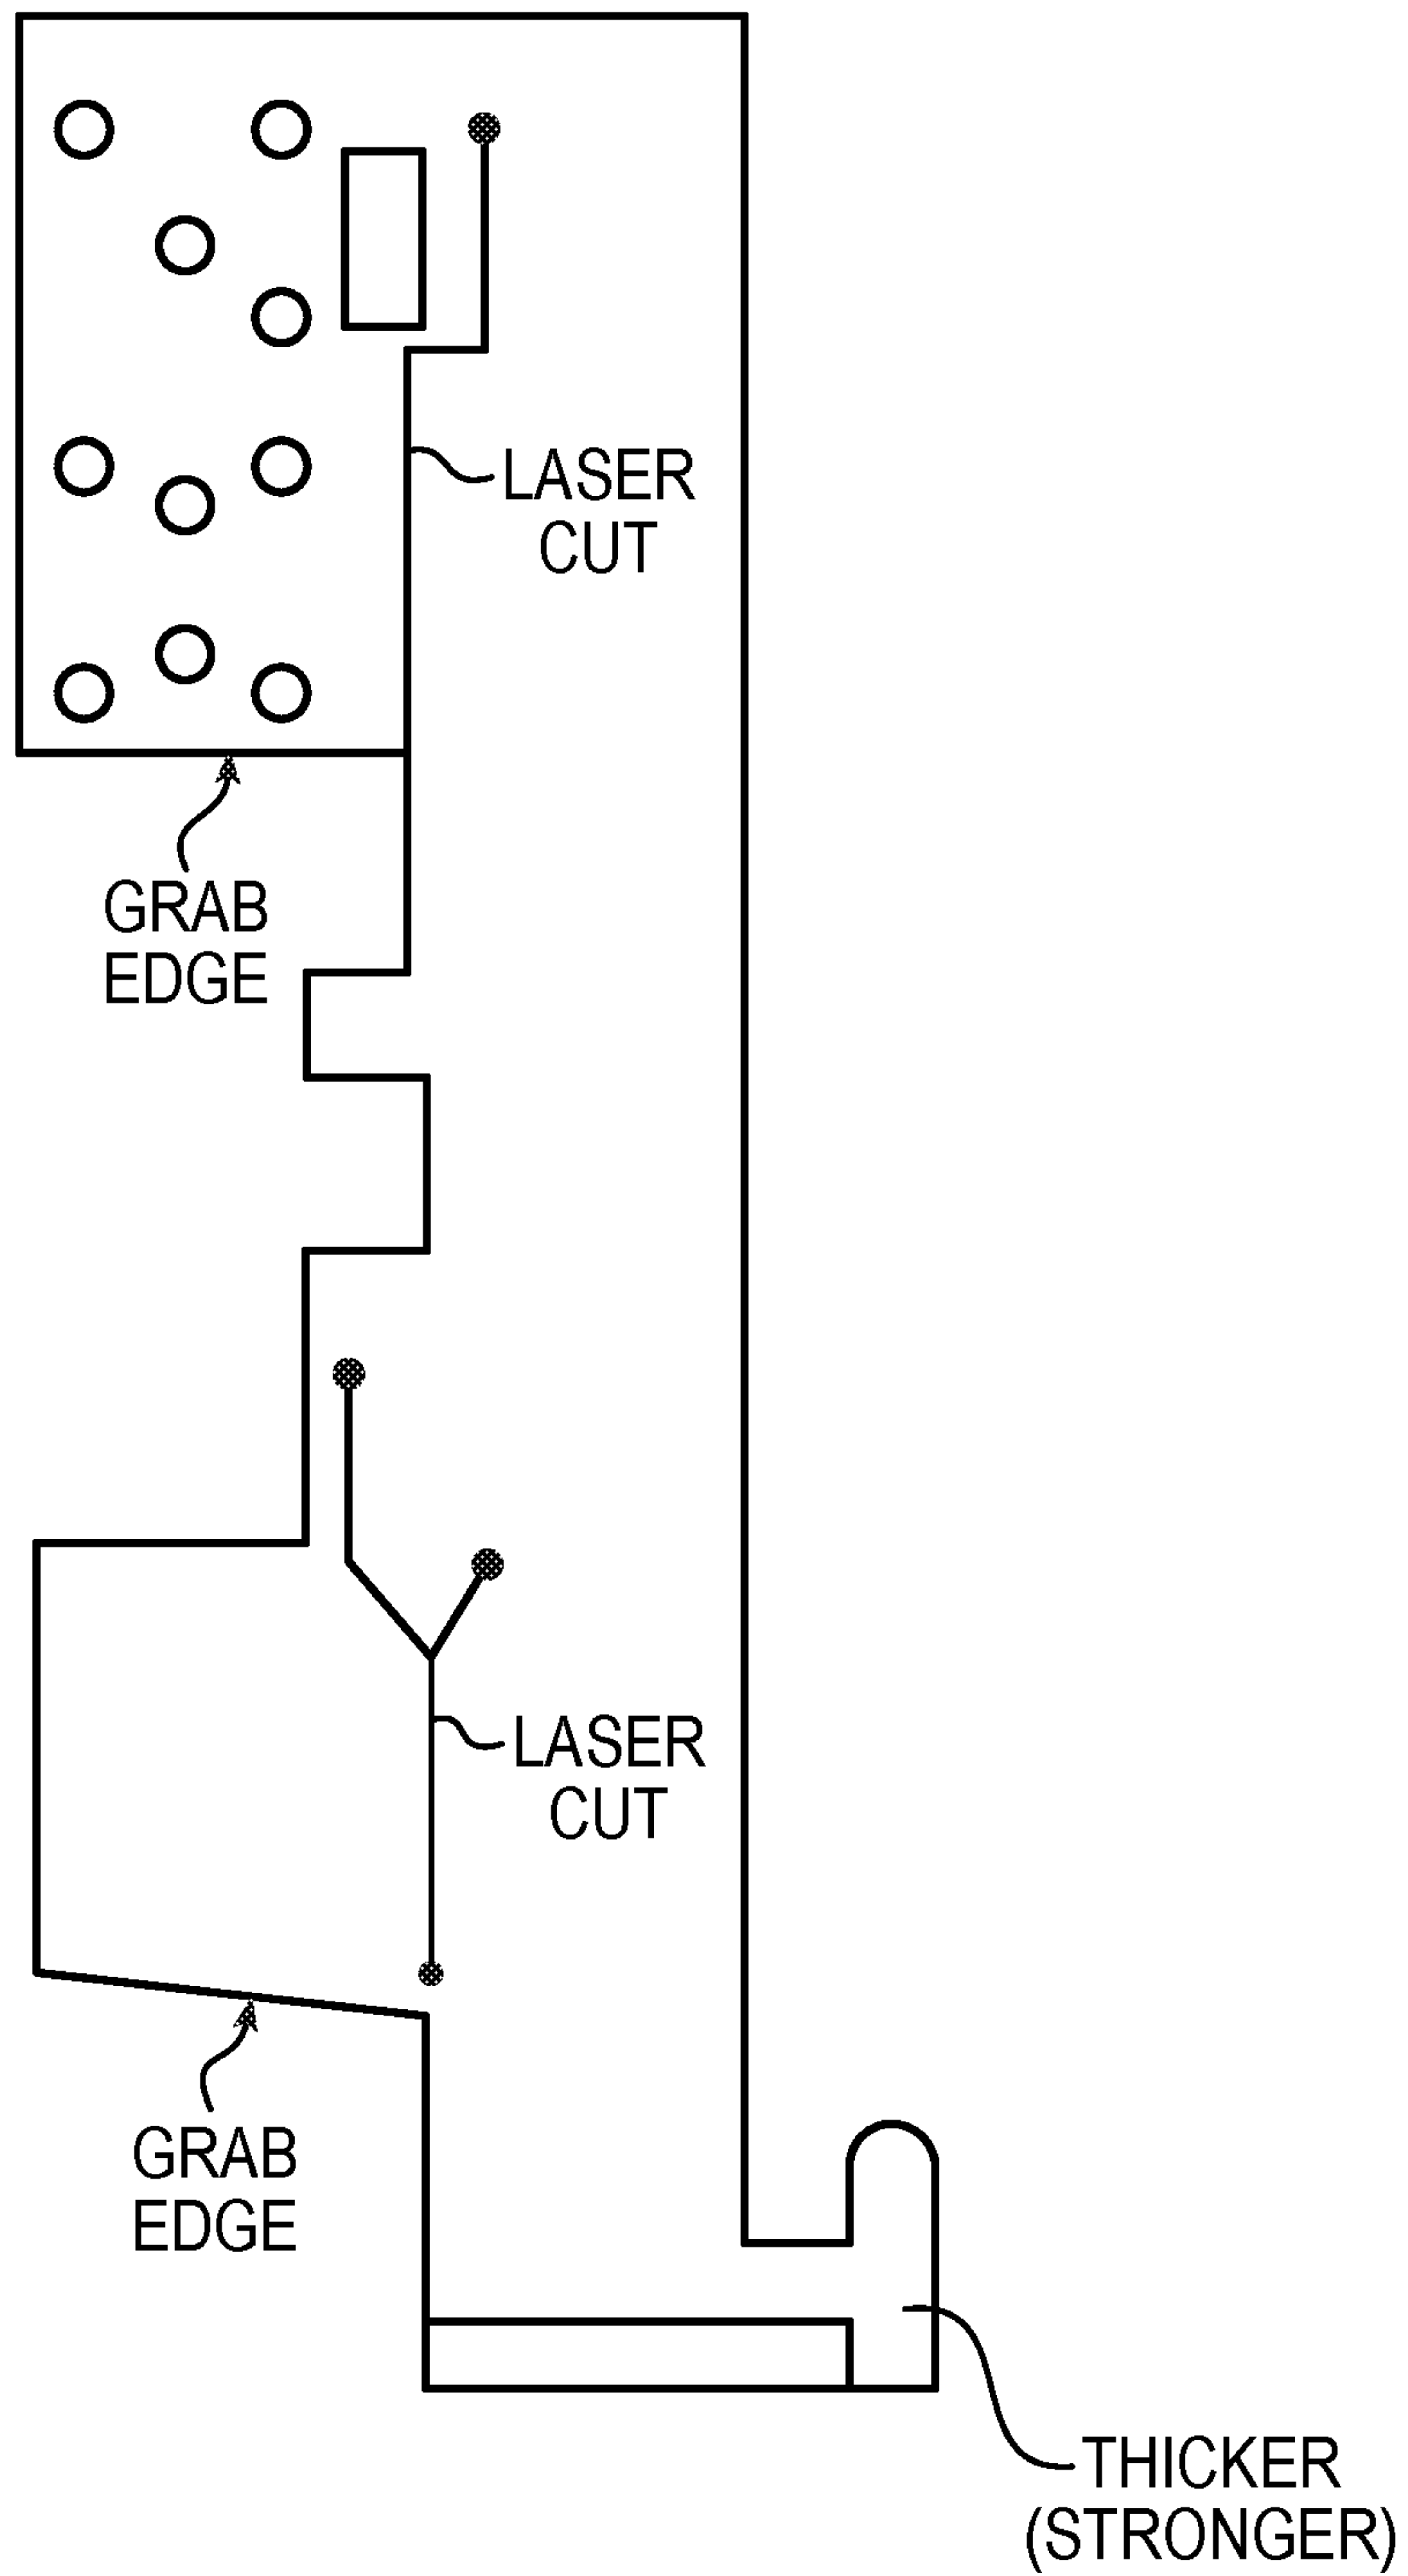 LASER
CUT
GRAB
EDGE
LASER
CUT
GRAB
EDGE
THICKER
(STRONGER)